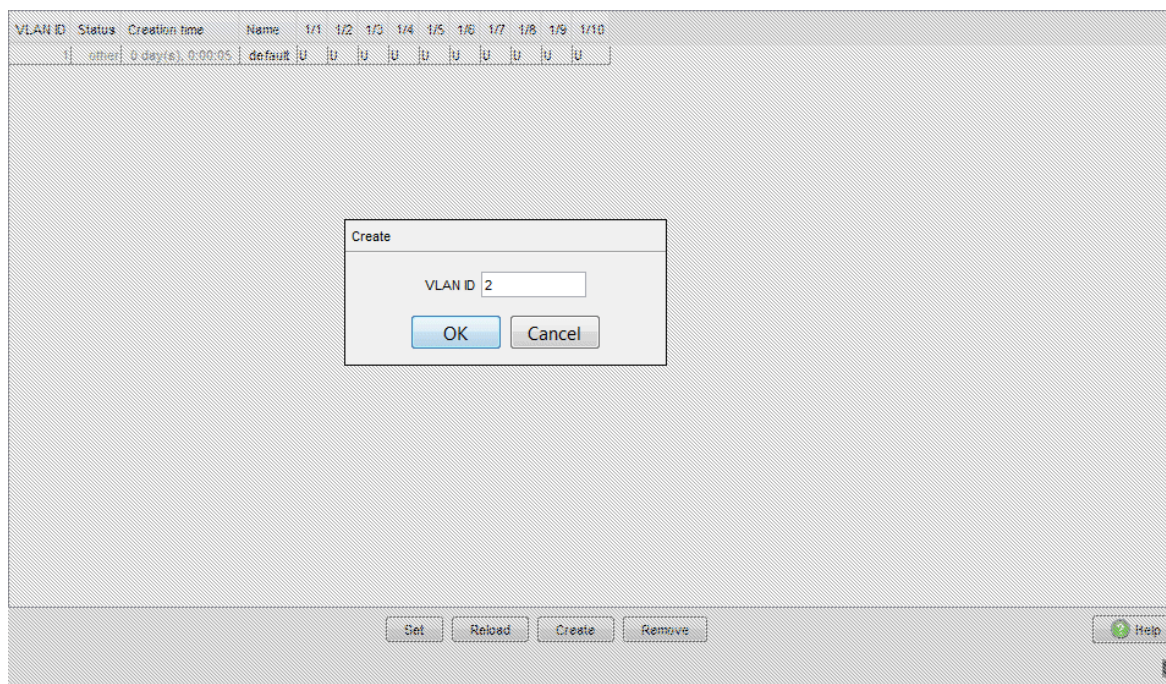 VLAN ID Status Creation time Name 1/1 1/2 1/3 1/4 1/5 1/6 1/7 1/8 1/9 1/10
1 other 0 day(s), 0:00:05 default U U U U U U U U U U
Create
VLAN ID 2
OK Cancel
Set Reload Create Remove Help